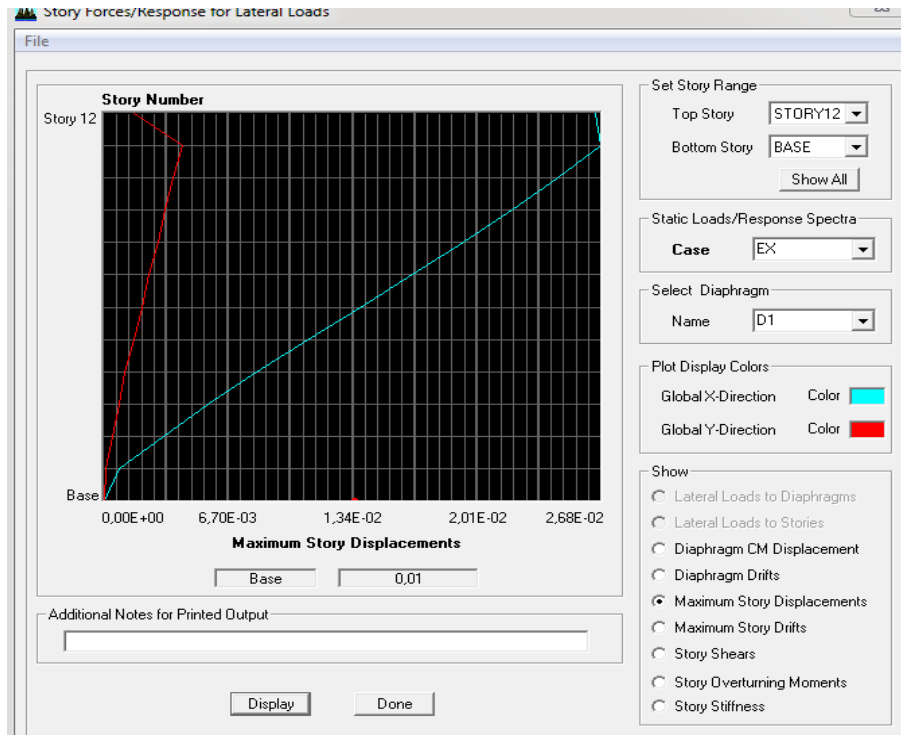 Story Forces/Response for Lateral Loads
File
Story Number
Story 12
Base
0,00E+00 6,70E-03 1,34E-02 2,01E-02 2,68E-02
Maximum Story Displacements
Base 0,01
Additional Notes for Printed Output
Display Done
Set Story Range
Top Story STORY12
Bottom Story BASE
Show All
Static Loads/Response Spectra
Case EX
Select Diaphragm
Name D1
Plot Display Colors
Global X-Direction Color
Global Y-Direction Color
Show
Lateral Loads to Diaphragms
Lateral Loads to Stories
Diaphragm CM Displacement
Diaphragm Drifts
Maximum Story Displacements
Maximum Story Drifts
Story Shears
Story Overturning Moments
Story Stiffness